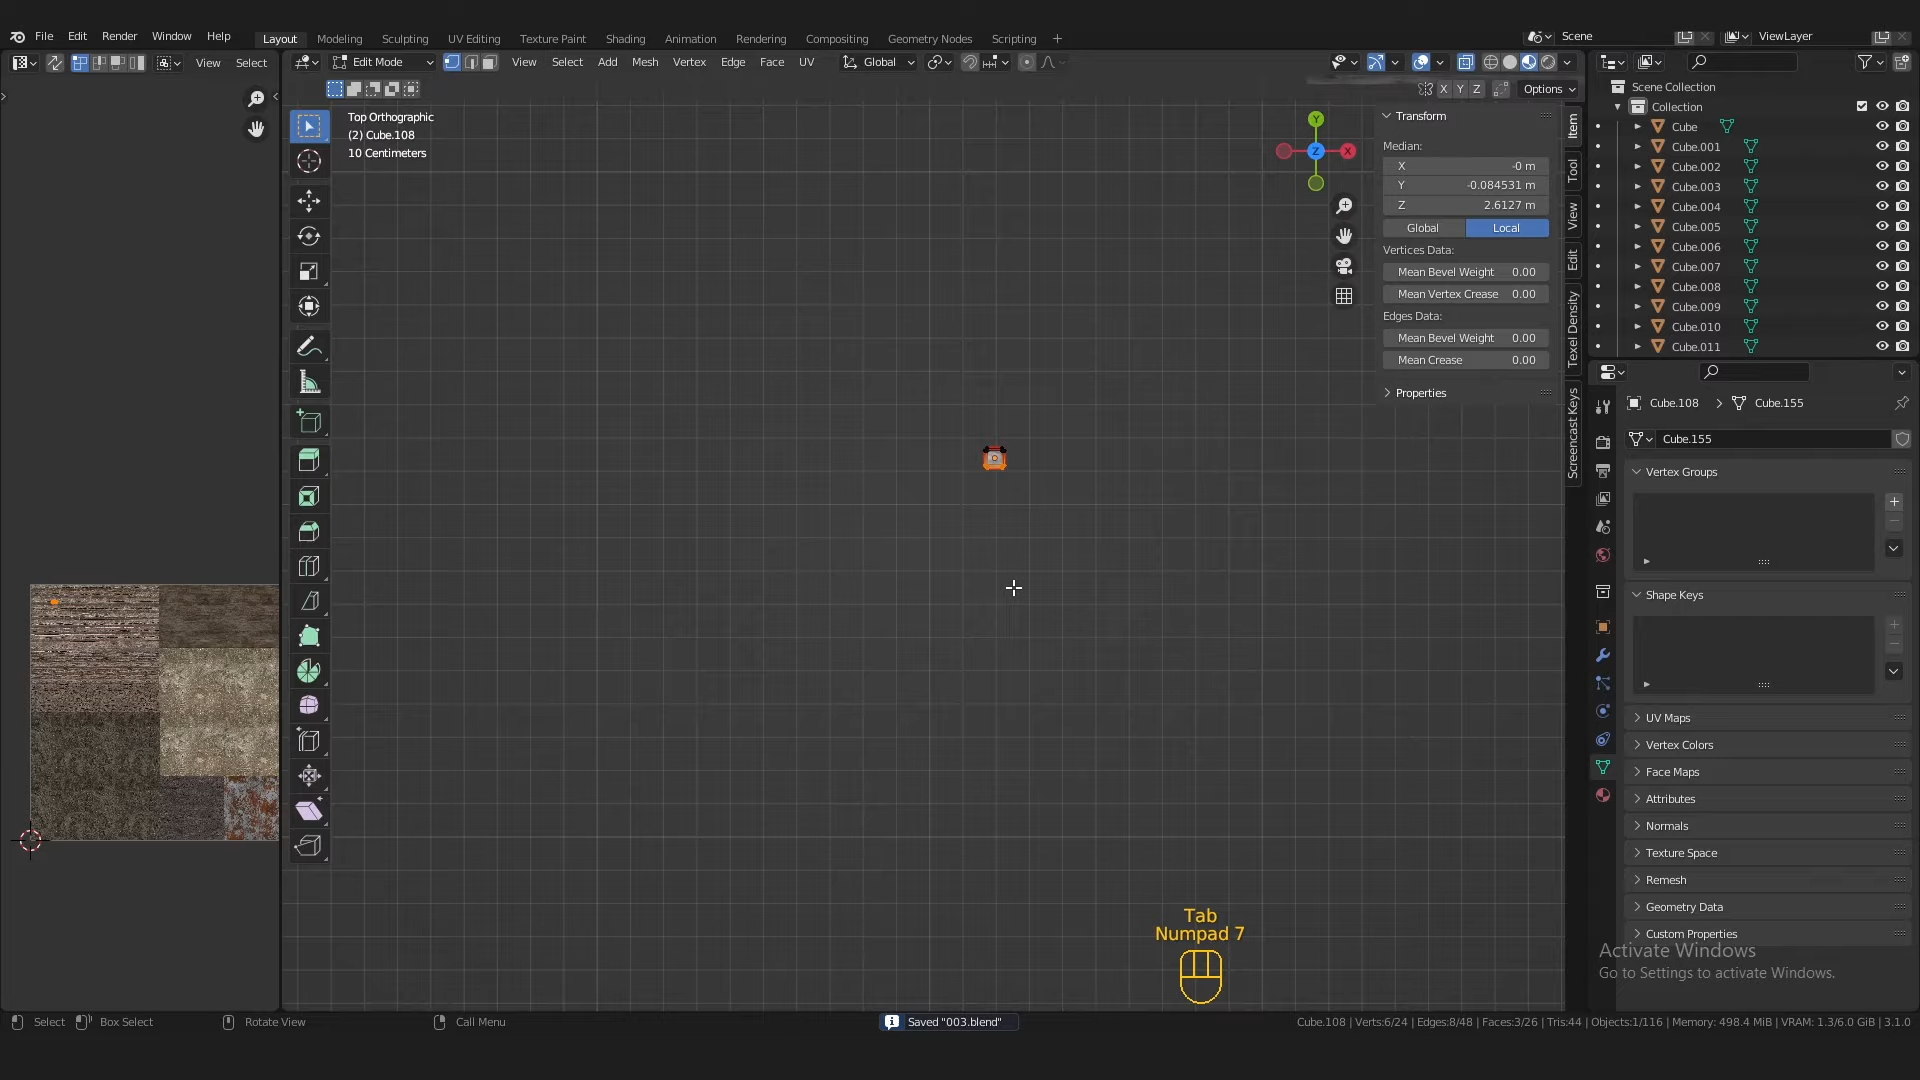 File Edit Render Window Help
Layout Modeling Sculpting UV Editing Texture Paint Shading Animation Rendering Compositing Geometry Nodes Scripting +
Scene
ViewLayer
View Select
Edit Mode View Select Add Mesh Vertex Edge Face UV Global
X Y Z Options
Top Orthographic
(2) Cube.108
10 Centimeters
Y
Z
X
Transform
Median:
X -0 m
Y -0.084531 m
Z 2.6127 m
Global Local
Vertices Data:
Mean Bevel Weight 0.00
Mean Vertex Crease 0.00
Edges Data:
Mean Bevel Weight 0.00
Mean Crease 0.00
Properties
Item
Tool
View
Edit
Texel Density
Screencast Keys
Scene Collection
Collection
Cube
Cube.001
Cube.002
Cube.003
Cube.004
Cube.005
Cube.006
Cube.007
Cube.008
Cube.009
Cube.010
Cube.011
Cube.108 Cube.155
Cube.155
Vertex Groups
Shape Keys
UV Maps
Vertex Colors
Face Maps
Attributes
Normals
Texture Space
Remesh
Geometry Data
Custom Properties
Activate Windows
Go to Settings to activate Windows.
Tab
Numpad 7
Select Box Select Rotate View Call Menu
Saved "003.blend"
Cube.108 | Verts:6/24 | Edges:8/48 | Faces:3/26 | Tris:44 | Objects:1/116 | Memory: 498.4 MiB | VRAM: 1.3/6.0 GiB | 3.1.0